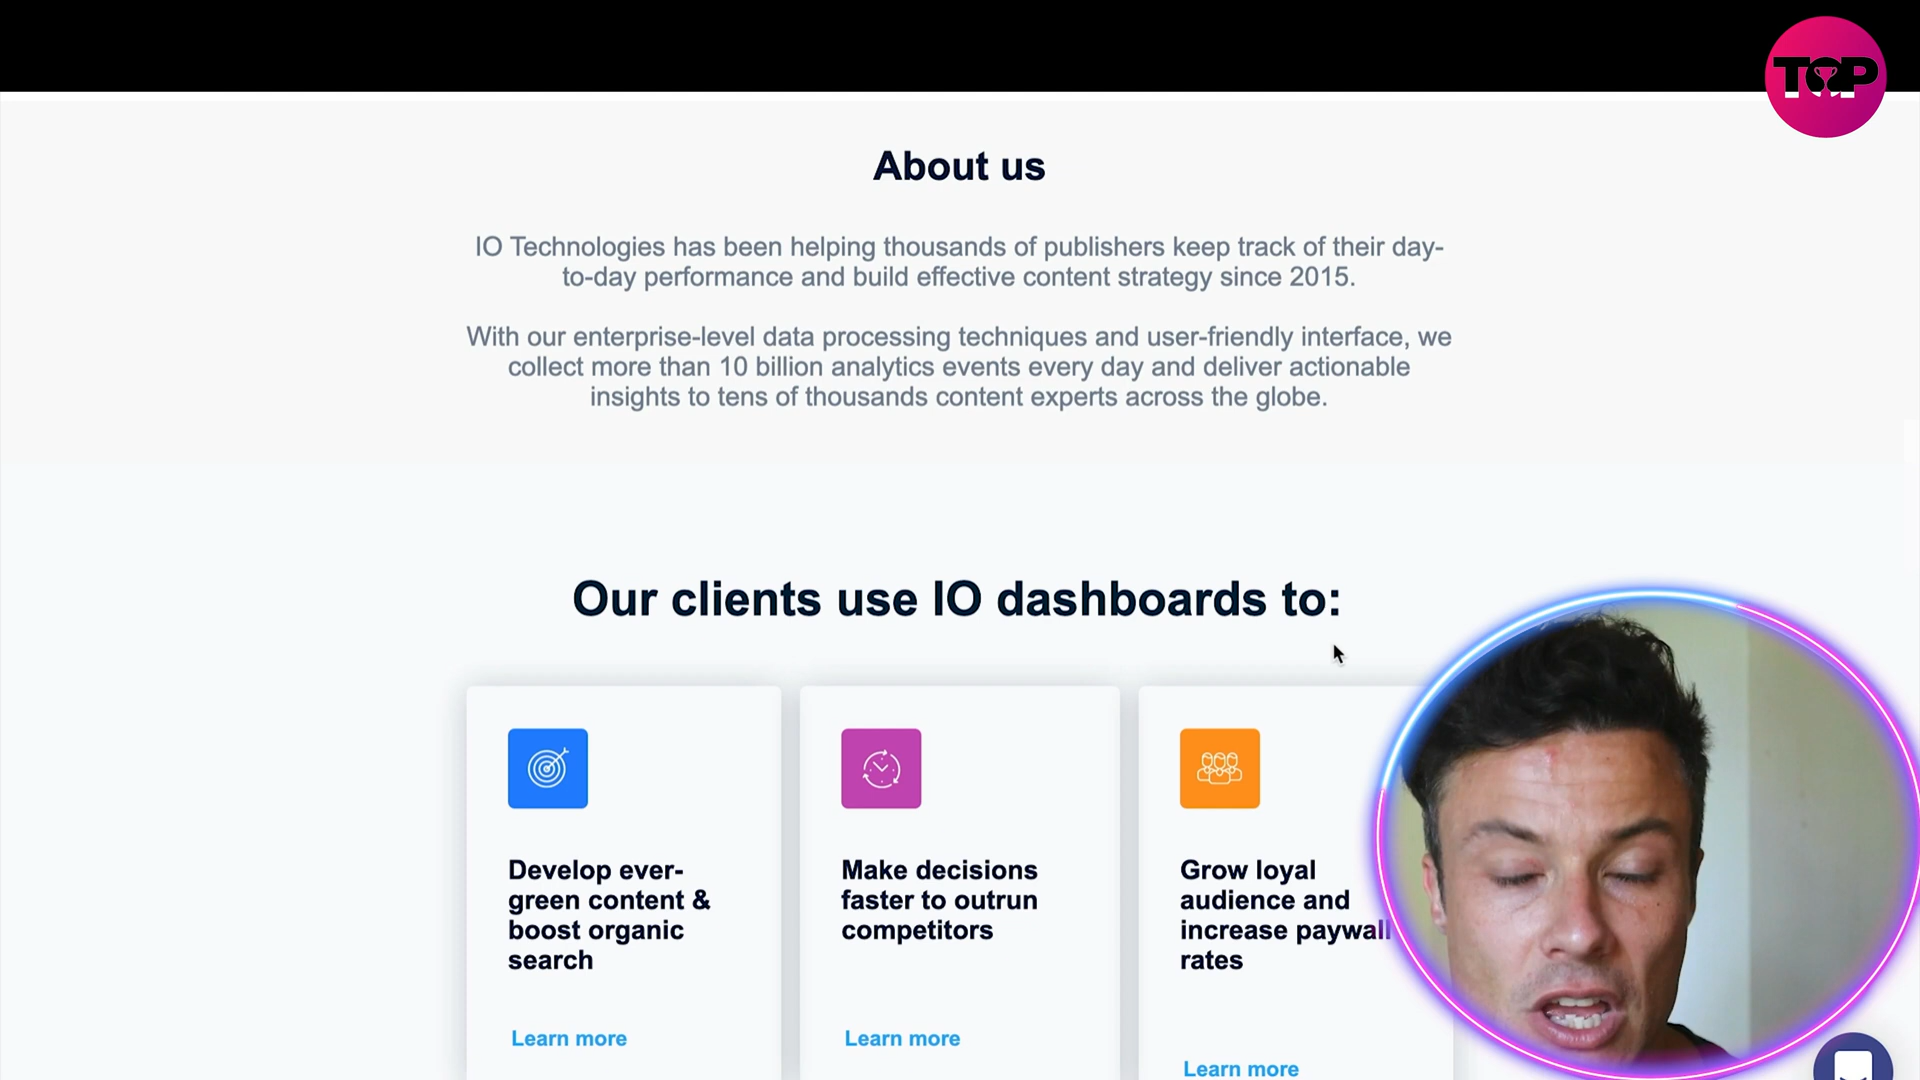 TOP
About us
IO Technologies has been helping thousands of publishers keep track of their day-
to-day performance and build effective content strategy since 2015.
With our enterprise-level data processing techniques and user-friendly interface, we
collect more than 10 billion analytics events every day and deliver actionable
insights to tens of thousands content experts across the globe.
Our clients use IO dashboards to:
Develop ever-
green content &
boost organic
search
Learn more
Make decisions
faster to outrun
competitors
Learn more
Grow loyal
audience and
increase paywall
rates
Learn more